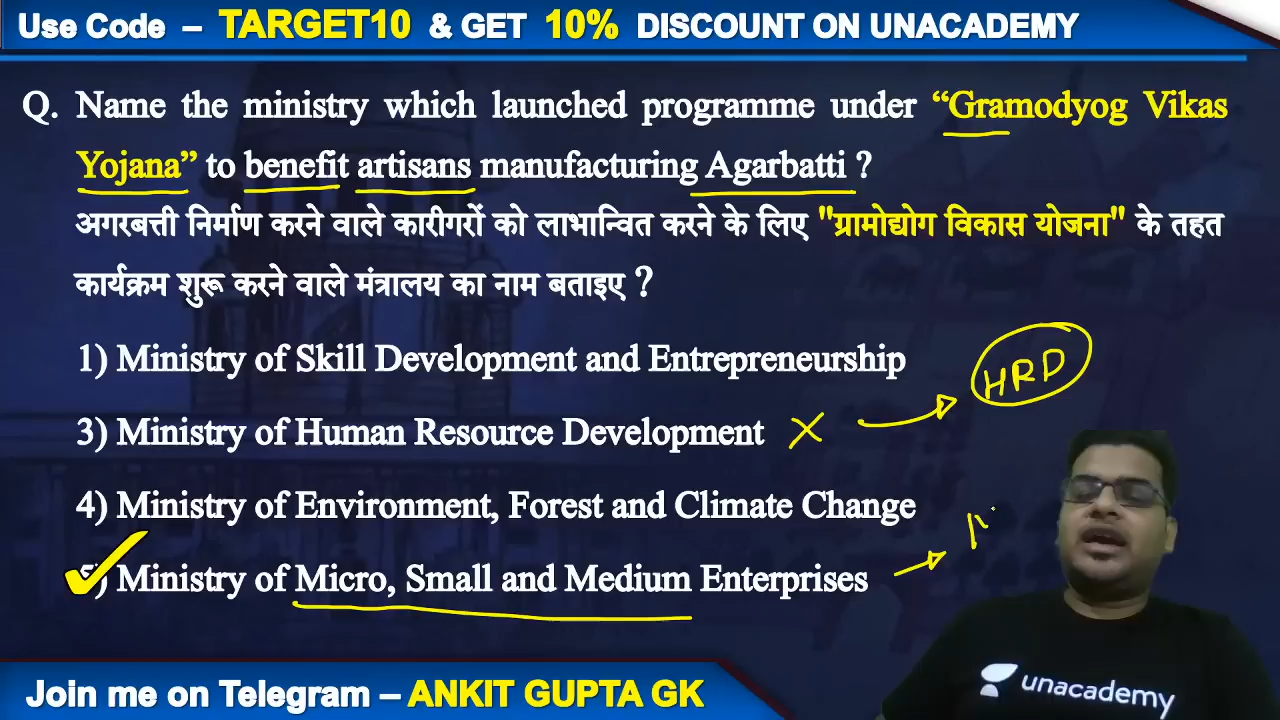 Use Code – TARGET10 & GET 10% DISCOUNT ON UNACADEMY
Q. Name the ministry which launched programme under “Gramodyog Vikas
Yojana” to benefit artisans manufacturing Agarbatti ?
अगरबत्ती निर्माण करने वाले कारीगरों को लाभान्वित करने के लिए "ग्रामोद्योग विकास योजना" के तहत
कार्यक्रम शुरू करने वाले मंत्रालय का नाम बताइए ?
1) Ministry of Skill Development and Entrepreneurship
HRD
3) Ministry of Human Resource Development X
4) Ministry of Environment, Forest and Climate Change
5) Ministry of Micro, Small and Medium Enterprises
unacademy
Join me on Telegram – ANKIT GUPTA GK